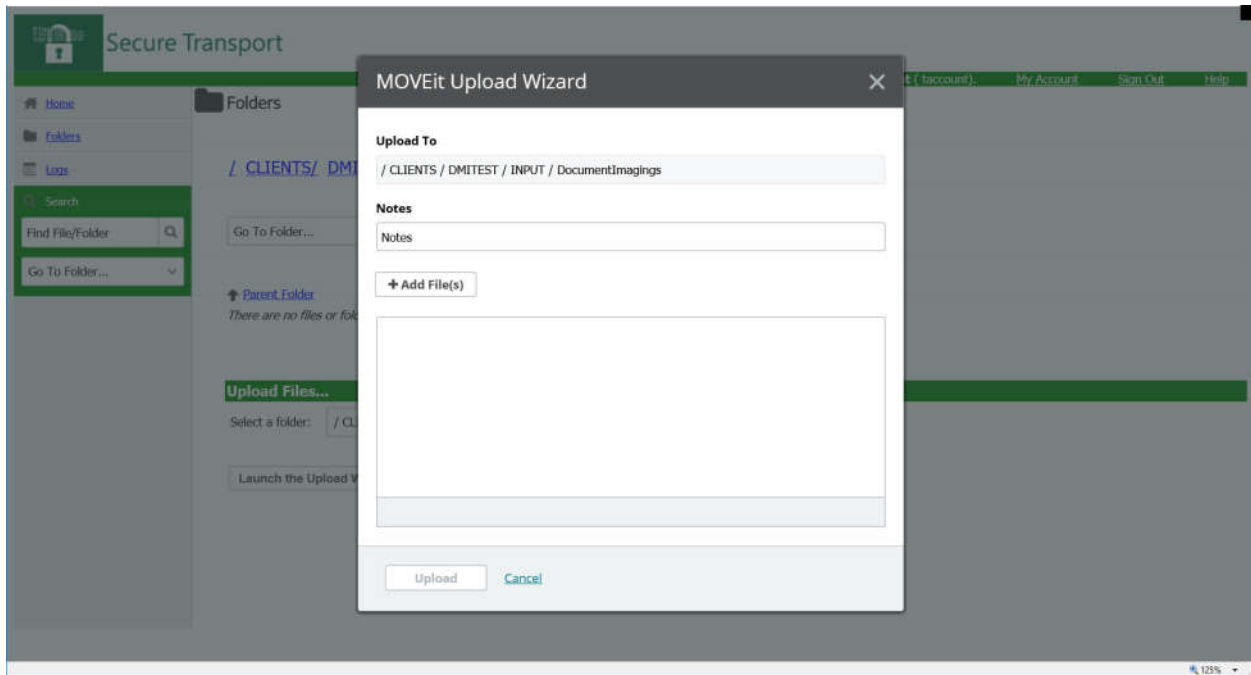 Secure Transport
t ( taccount).
My Account
Sign Out
Help
Home
Folders
Logs
Search
Find File/Folder
Go To Folder...
Folders
/ CLIENTS/ DMI
Go To Folder...
Parent Folder
There are no files or fold
Upload Files...
Select a folder: / CL
Launch the Upload W
MOVEit Upload Wizard
Upload To
/ CLIENTS / DMITEST / INPUT / DocumentImagings
Notes
Notes
+ Add File(s)
Upload
Cancel
125%